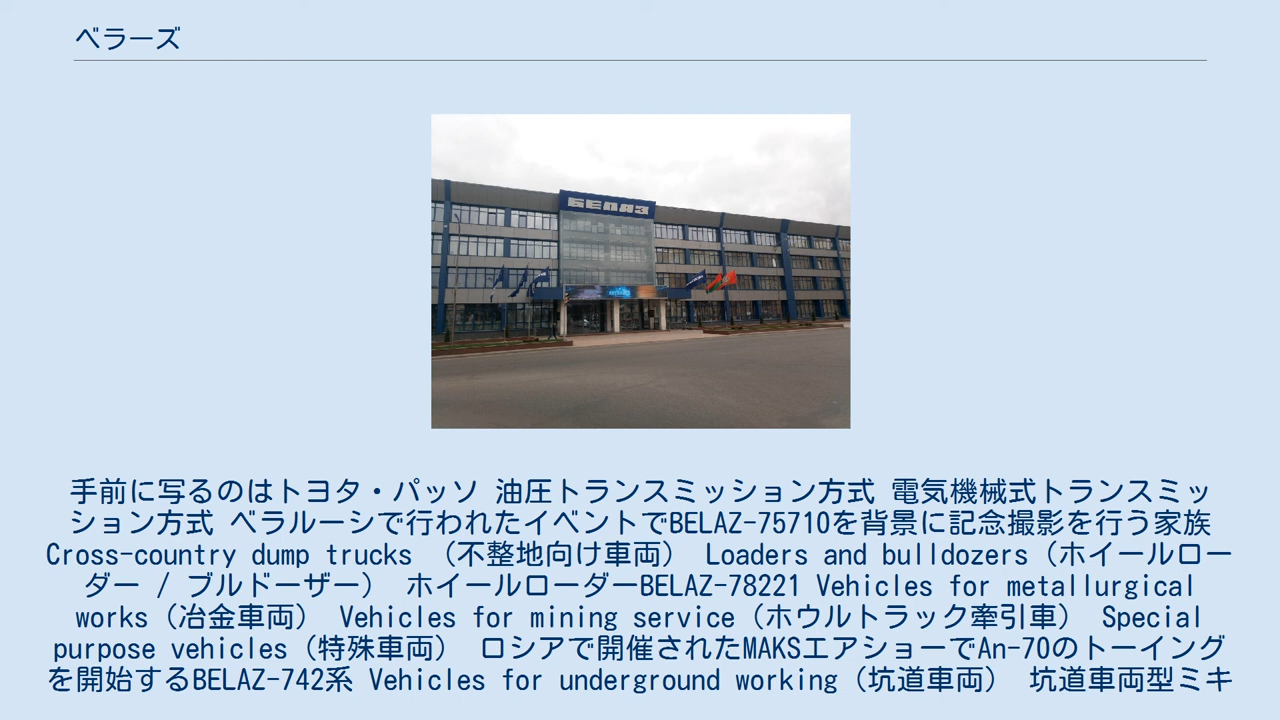 ベラーズ
БЕЛАЗ
手前に写るのはトヨタ・パッソ 油圧トランスミッション方式 電気機械式トランスミッ
ション方式 ベラルーシで行われたイベントでBELAZ-75710を背景に記念撮影を行う家族
Cross-country dump trucks （不整地向け車両） Loaders and bulldozers（ホイールロー
ダー / ブルドーザー） ホイールローダーBELAZ-78221 Vehicles for metallurgical
works（冶金車両） Vehicles for mining service（ホウルトラック牽引車） Special
purpose vehicles（特殊車両） ロシアで開催されたMAKSエアショーでAn-70のトーイング
を開始するBELAZ-742系 Vehicles for underground working（坑道車両） 坑道車両型ミキ